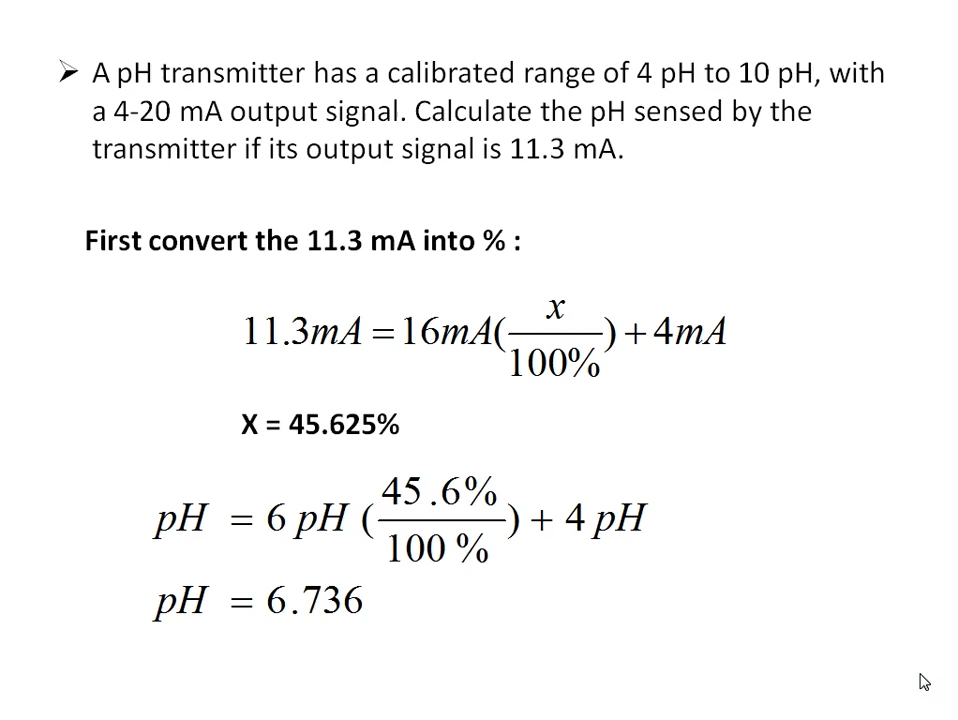 ➢ A pH transmitter has a calibrated range of 4 pH to 10 pH, with
a 4-20 mA output signal. Calculate the pH sensed by the
transmitter if its output signal is 11.3 mA.
First convert the 11.3 mA into % :
11.3mA = 16mA(x/100%) + 4mA
X = 45.625%
pH = 6 pH (45.6%/100 %) + 4 pH
pH = 6.736